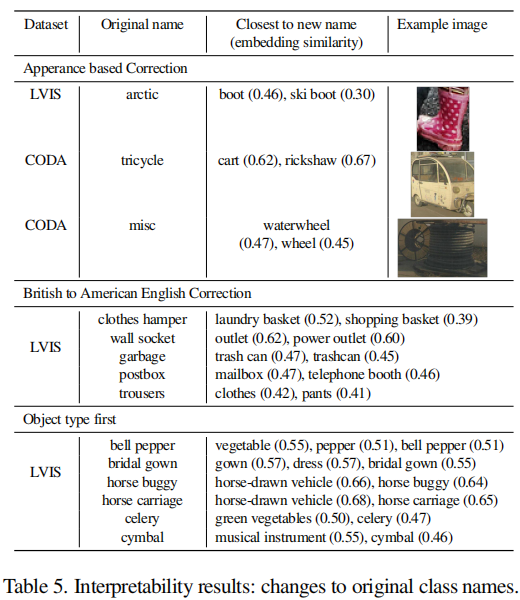 Dataset Original name Closest to new name Example image
(embedding similarity)
Apperance based Correction
LVIS arctic boot (0.46), ski boot (0.30)
CODA tricycle cart (0.62), rickshaw (0.67)
CODA misc waterwheel
(0.47), wheel (0.45)
British to American English Correction
clothes hamper laundry basket (0.52), shopping basket (0.39)
wall socket outlet (0.62), power outlet (0.60)
LVIS garbage trash can (0.47), trashcan (0.45)
postbox mailbox (0.47), telephone booth (0.46)
trousers clothes (0.42), pants (0.41)
Object type first
bell pepper vegetable (0.55), pepper (0.51), bell pepper (0.51)
bridal gown gown (0.57), dress (0.57), bridal gown (0.55)
LVIS horse buggy horse-drawn vehicle (0.66), horse buggy (0.64)
horse carriage horse-drawn vehicle (0.68), horse carriage (0.65)
celery green vegetables (0.50), celery (0.47)
cymbal musical instrument (0.55), cymbal (0.46)
Table 5. Interpretability results: changes to original class names.